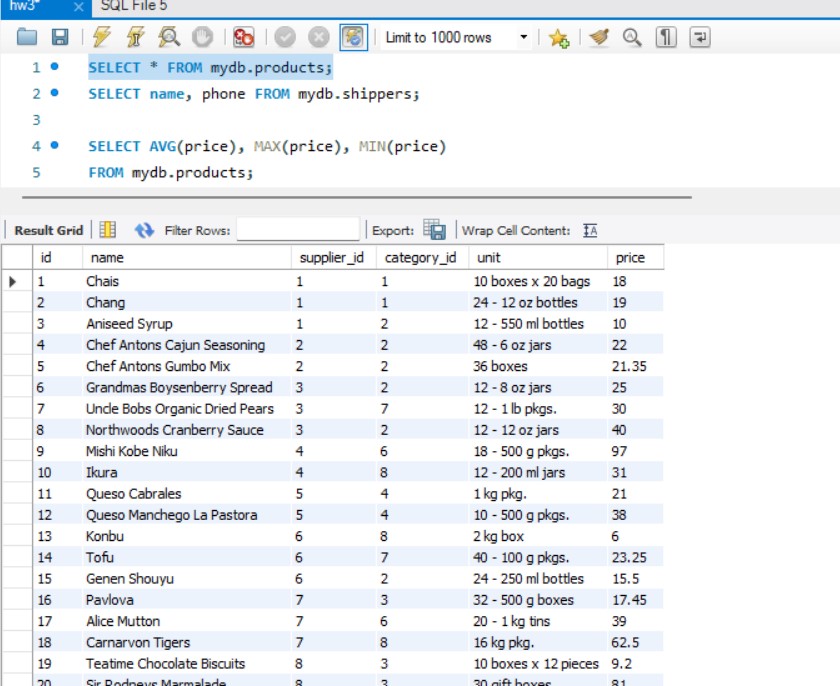 hw3* SQL File 5
Limit to 1000 rows
1 SELECT * FROM mydb.products;
2 SELECT name, phone FROM mydb.shippers;
3
4 SELECT AVG(price), MAX(price), MIN(price)
5 FROM mydb.products;
Result Grid Filter Rows: Export: Wrap Cell Content: IA
id name supplier_id category_id unit price
1 Chais 1 1 10 boxes x 20 bags 18
2 Chang 1 1 24 - 12 oz bottles 19
3 Aniseed Syrup 1 2 12 - 550 ml bottles 10
4 Chef Antons Cajun Seasoning 2 2 48 - 6 oz jars 22
5 Chef Antons Gumbo Mix 2 2 36 boxes 21.35
6 Grandmas Boysenberry Spread 3 2 12 - 8 oz jars 25
7 Uncle Bobs Organic Dried Pears 3 7 12 - 1 lb pkgs. 30
8 Northwoods Cranberry Sauce 3 2 12 - 12 oz jars 40
9 Mishi Kobe Niku 4 6 18 - 500 g pkgs. 97
10 Ikura 4 8 12 - 200 ml jars 31
11 Queso Cabrales 5 4 1 kg pkg. 21
12 Queso Manchego La Pastora 5 4 10 - 500 g pkgs. 38
13 Konbu 6 8 2 kg box 6
14 Tofu 6 7 40 - 100 g pkgs. 23.25
15 Genen Shouyu 6 2 24 - 250 ml bottles 15.5
16 Pavlova 7 3 32 - 500 g boxes 17.45
17 Alice Mutton 7 6 20 - 1 kg tins 39
18 Carnarvon Tigers 7 8 16 kg pkg. 62.5
19 Teatime Chocolate Biscuits 8 3 10 boxes x 12 pieces 9.2
20 Sir Rodneys Marmalade 8 3 30 gift boxes 81